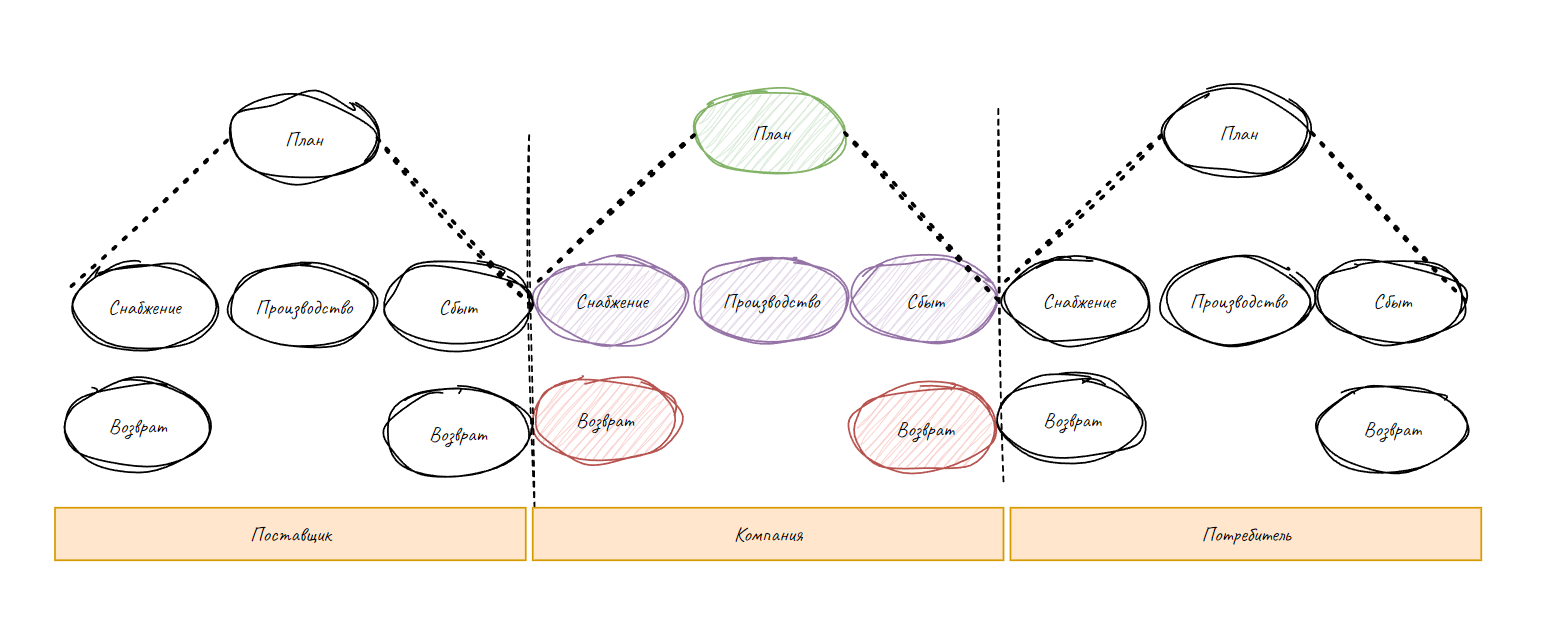 План
План
План
Снабжение
Производство
Сбыт
Снабжение
Производство
Сбыт
Снабжение
Производство
Сбыт
Возврат
Возврат
Возврат
Возврат
Возврат
Возврат
Поставщик
Компания
Потребитель